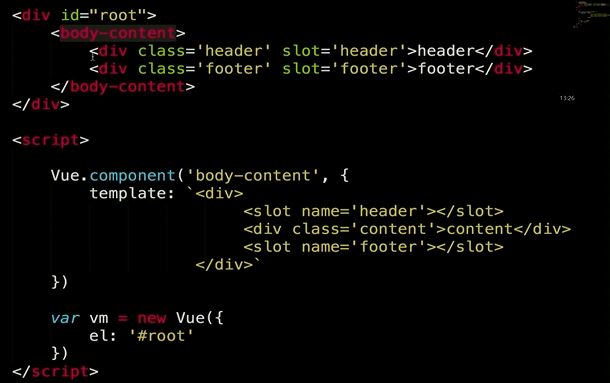 <div id="root">
    <body-content>
        <div class='header' slot='header'>header</div>
        <div class='footer' slot='footer'>footer</div>
    </body-content>
</div>
13:26
<script>
    Vue.component('body-content', {
        template: `<div>
                        <slot name='header'></slot>
                        <div class='content'>content</div>
                        <slot name='footer'></slot>
                   </div>`
    })
    var vm = new Vue({
        el: '#root'
    })
</script>